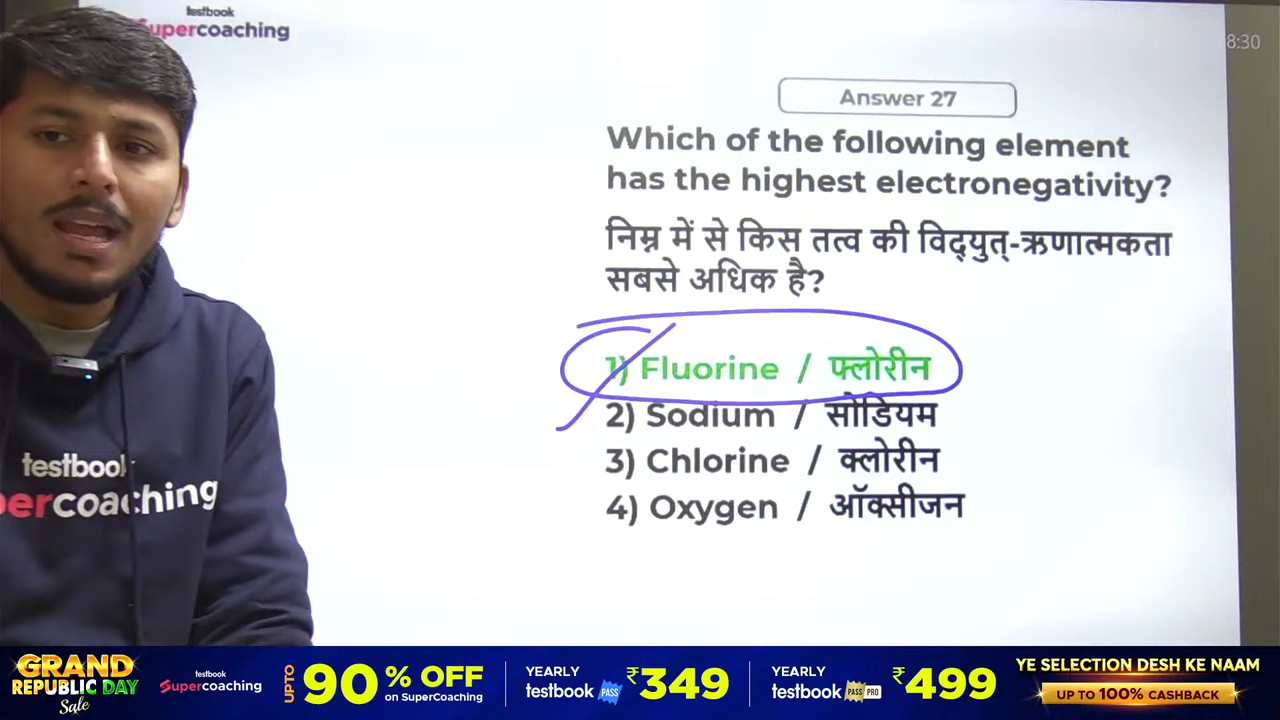 testbook
Supercoaching
8:30
Answer 27
Which of the following element
has the highest electronegativity?
निम्न में से किस तत्व की विद्युत्-ऋणात्मकता
सबसे अधिक है?
1) Fluorine / फ्लोरीन
2) Sodium / सोडियम
3) Chlorine / क्लोरीन
4) Oxygen / ऑक्सीजन
testbook
percoaching
GRAND
REPUBLIC DAY
Sale
testbook
Supercoaching
UPTO 90% OFF
on SuperCoaching
YEARLY
testbook PASS
₹349
YEARLY
testbook PASS PRO
₹499
YE SELECTION DESH KE NAAM
UP TO 100% CASHBACK